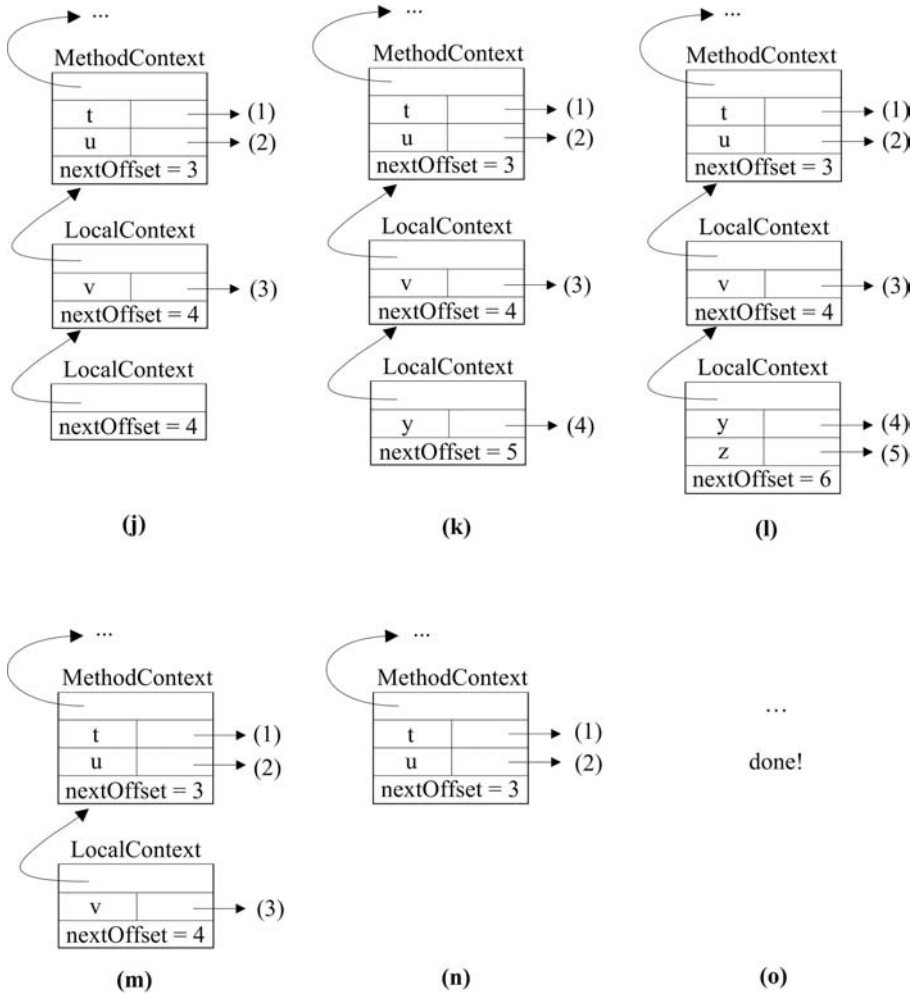 ...
MethodContext
t (1)
u (2)
nextOffset = 3
LocalContext
v (3)
nextOffset = 4
LocalContext
nextOffset = 4
(j)
...
MethodContext
t (1)
u (2)
nextOffset = 3
LocalContext
v (3)
nextOffset = 4
LocalContext
y (4)
nextOffset = 5
(k)
...
MethodContext
t (1)
u (2)
nextOffset = 3
LocalContext
v (3)
nextOffset = 4
LocalContext
y (4)
z (5)
nextOffset = 6
(l)
...
MethodContext
t (1)
u (2)
nextOffset = 3
LocalContext
v (3)
nextOffset = 4
(m)
...
MethodContext
t (1)
u (2)
nextOffset = 3
(n)
...
done!
(o)